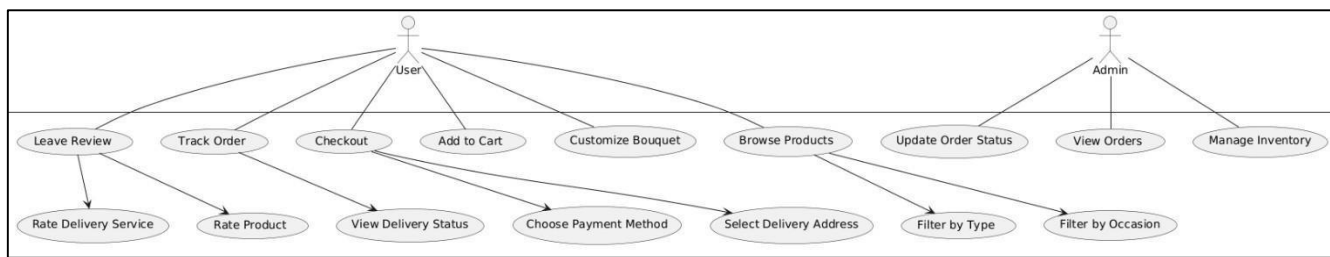 User
Admin
Leave Review
Track Order
Checkout
Add to Cart
Customize Bouquet
Browse Products
Update Order Status
View Orders
Manage Inventory
Rate Delivery Service
Rate Product
View Delivery Status
Choose Payment Method
Select Delivery Address
Filter by Type
Filter by Occasion